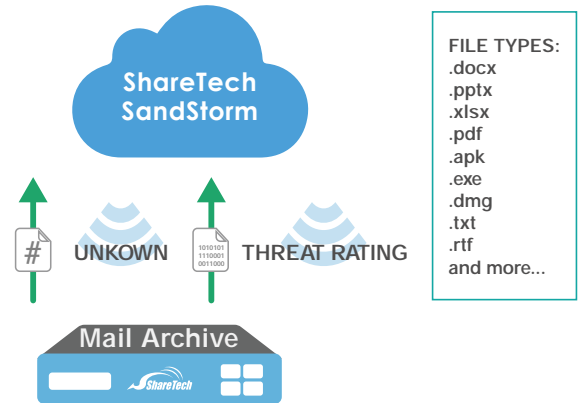 ShareTech
SandStorm
#
UNKOWN
1010101
1110001
0011000
THREAT RATING
Mail Archive
ShareTech
FILE TYPES:
.docx
.pptx
.xlsx
.pdf
.apk
.exe
.dmg
.txt
.rtf
and more...